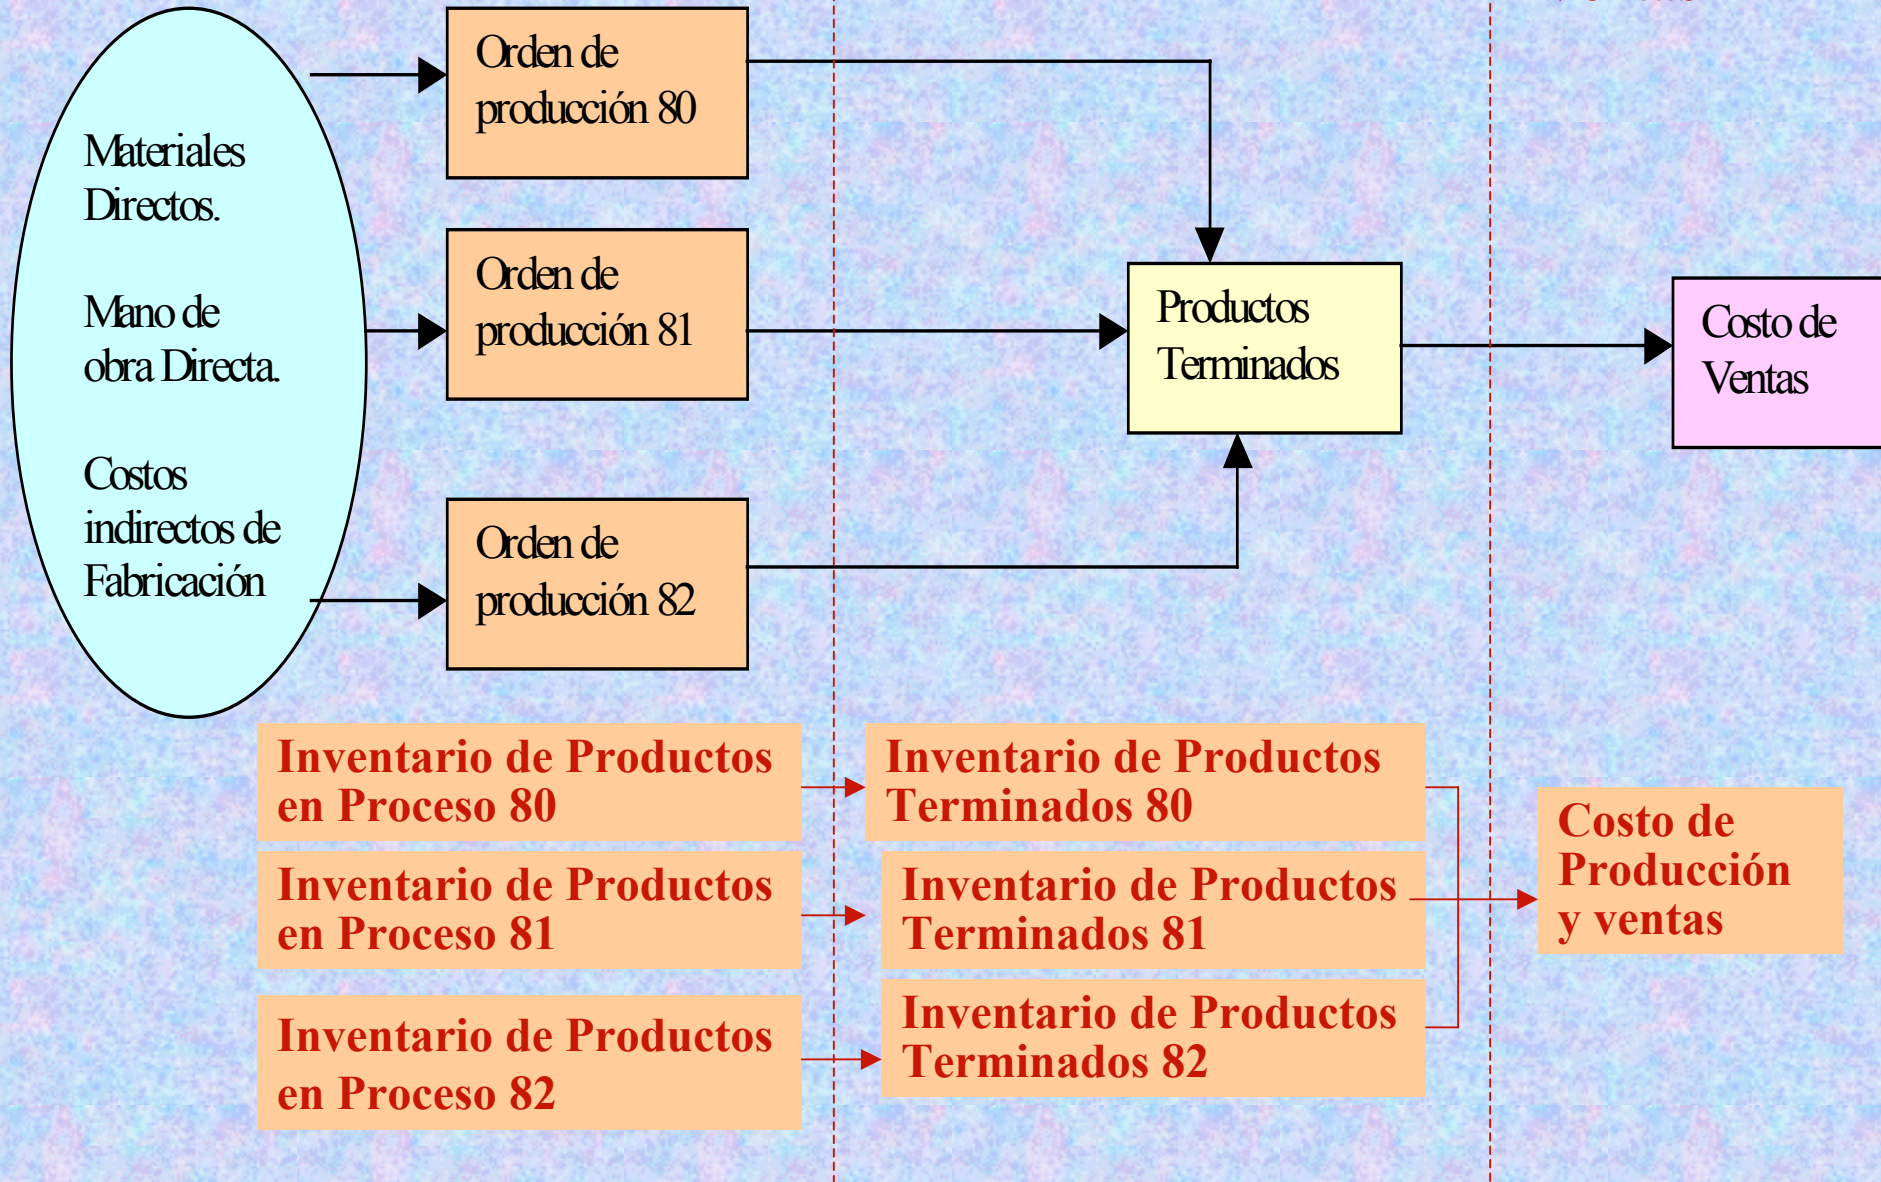 Materiales
Directos.
Mano de
obra Directa.
Costos
indirectos de
Fabricación
Orden de
producción 80
Orden de
producción 81
Orden de
producción 82
Productos
Terminados
Costo de
Ventas
Inventario de Productos
en Proceso 80
Inventario de Productos
Terminados 80
Inventario de Productos
en Proceso 81
Inventario de Productos
Terminados 81
Inventario de Productos
en Proceso 82
Inventario de Productos
Terminados 82
Costo de
Producción
y ventas